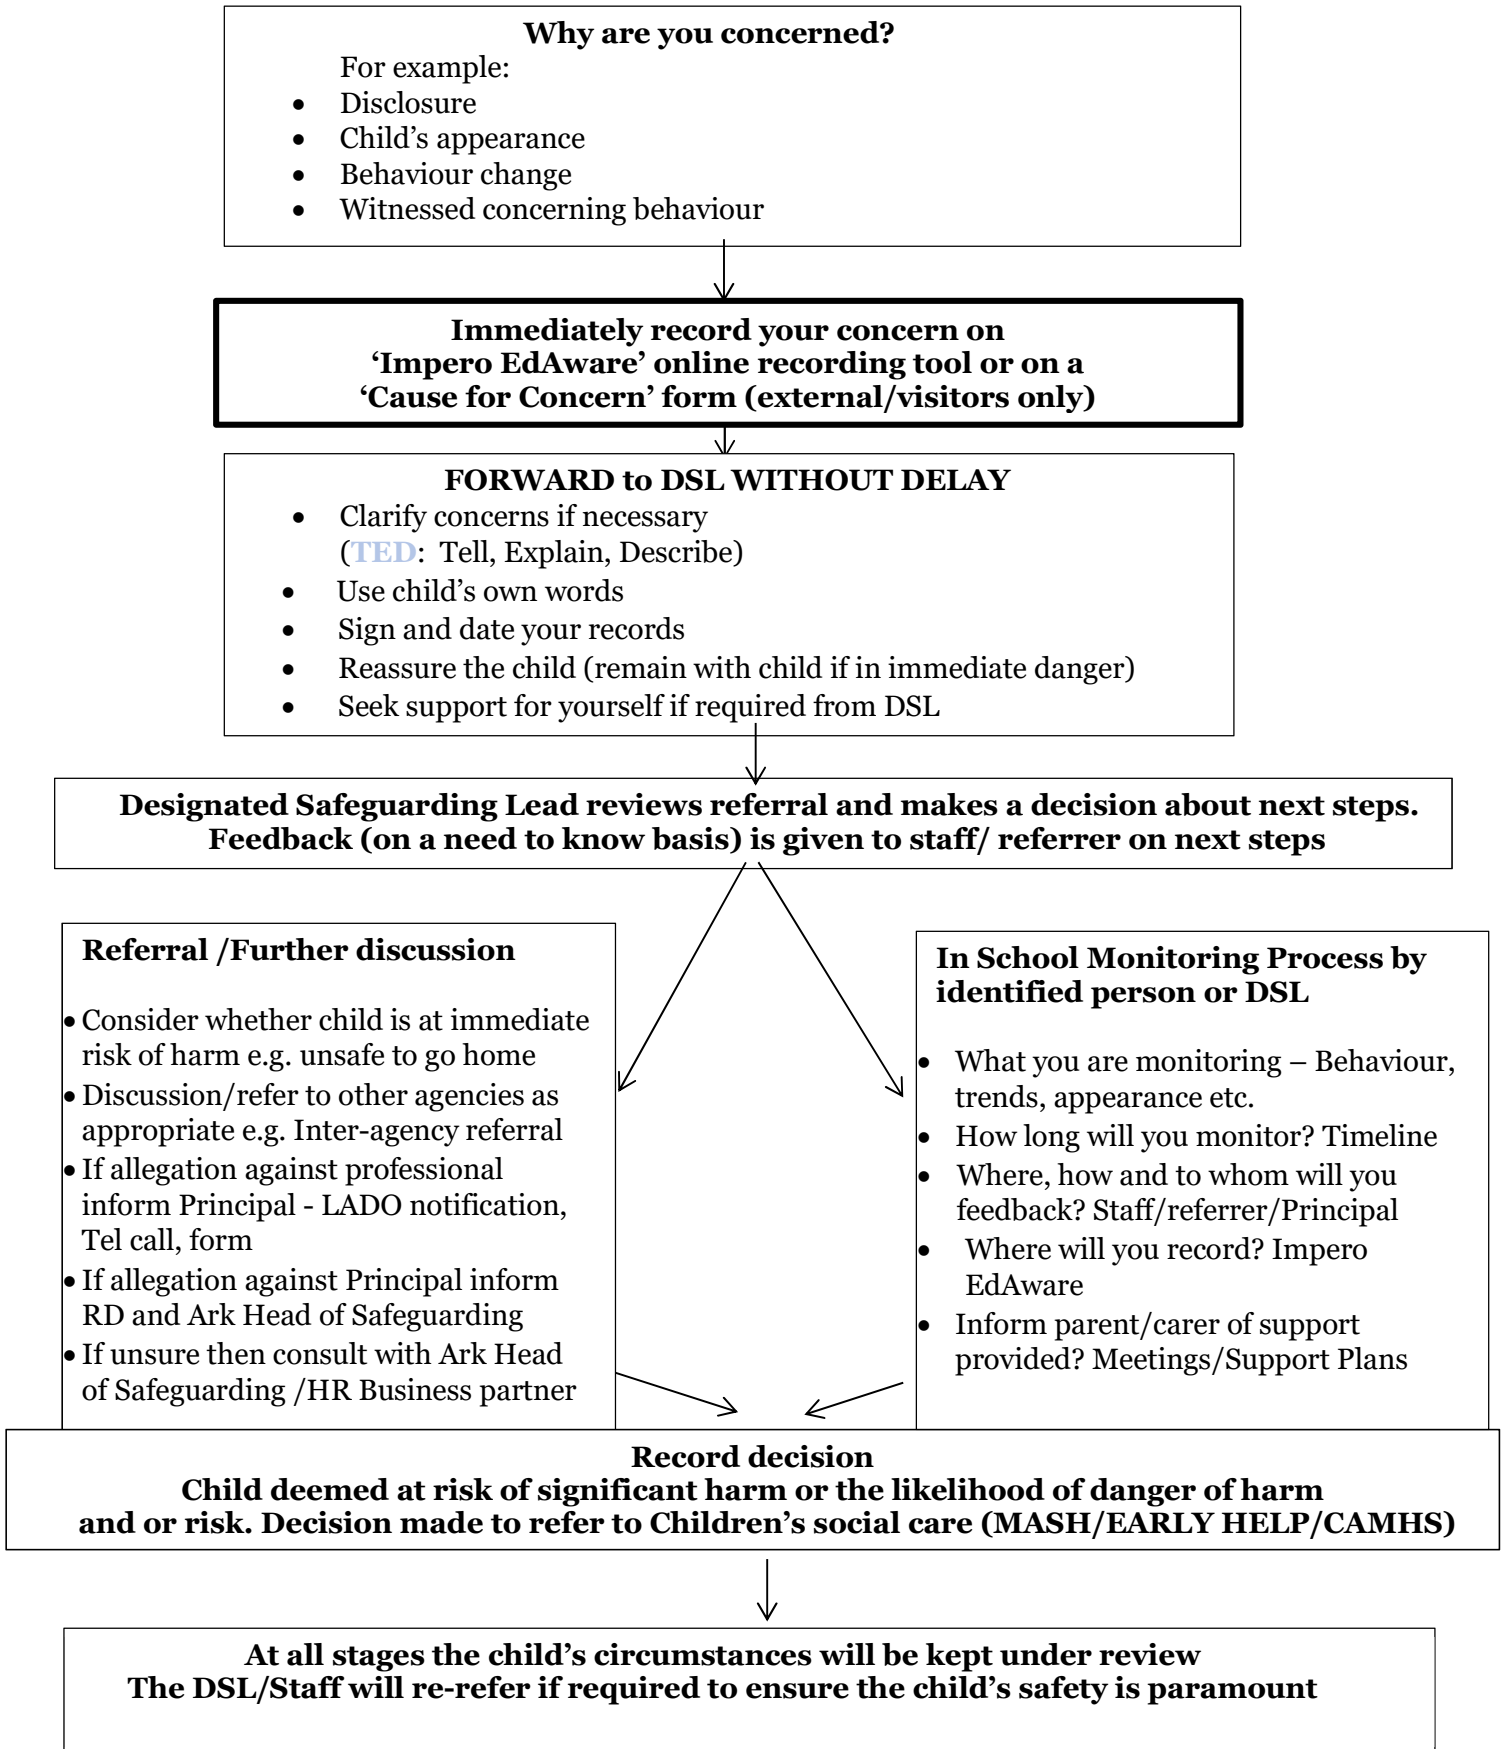 Why are you concerned?
For example:
• Disclosure
• Child’s appearance
• Behaviour change
• Witnessed concerning behaviour
Immediately record your concern on
‘Impero EdAware’ online recording tool or on a
‘Cause for Concern’ form (external/visitors only)
FORWARD to DSL WITHOUT DELAY
• Clarify concerns if necessary
(TED: Tell, Explain, Describe)
• Use child’s own words
• Sign and date your records
• Reassure the child (remain with child if in immediate danger)
• Seek support for yourself if required from DSL
Designated Safeguarding Lead reviews referral and makes a decision about next steps.
Feedback (on a need to know basis) is given to staff/ referrer on next steps
Referral /Further discussion
• Consider whether child is at immediate
risk of harm e.g. unsafe to go home
• Discussion/refer to other agencies as
appropriate e.g. Inter-agency referral
• If allegation against professional
inform Principal - LADO notification,
Tel call, form
• If allegation against Principal inform
RD and Ark Head of Safeguarding
• If unsure then consult with Ark Head
of Safeguarding /HR Business partner
In School Monitoring Process by
identified person or DSL
• What you are monitoring – Behaviour,
trends, appearance etc.
• How long will you monitor? Timeline
• Where, how and to whom will you
feedback? Staff/referrer/Principal
• Where will you record? Impero
EdAware
• Inform parent/carer of support
provided? Meetings/Support Plans
Record decision
Child deemed at risk of significant harm or the likelihood of danger of harm
and or risk. Decision made to refer to Children’s social care (MASH/EARLY HELP/CAMHS)
At all stages the child’s circumstances will be kept under review
The DSL/Staff will re-refer if required to ensure the child’s safety is paramount